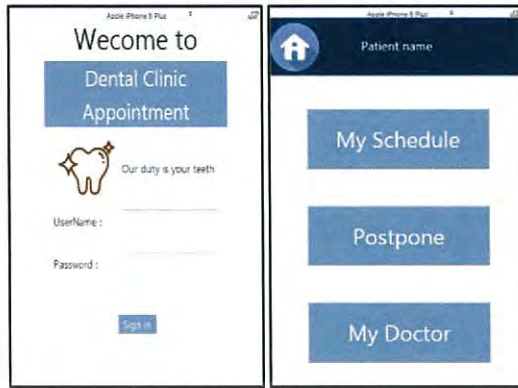 Apple iPhone 8 Plus
Wecome to
Dental Clinic
Appointment
Our duty is your teeth
UserName :
Password :
Sign in
Apple iPhone 8 Plus
Patient name
My Schedule
Postpone
My Doctor